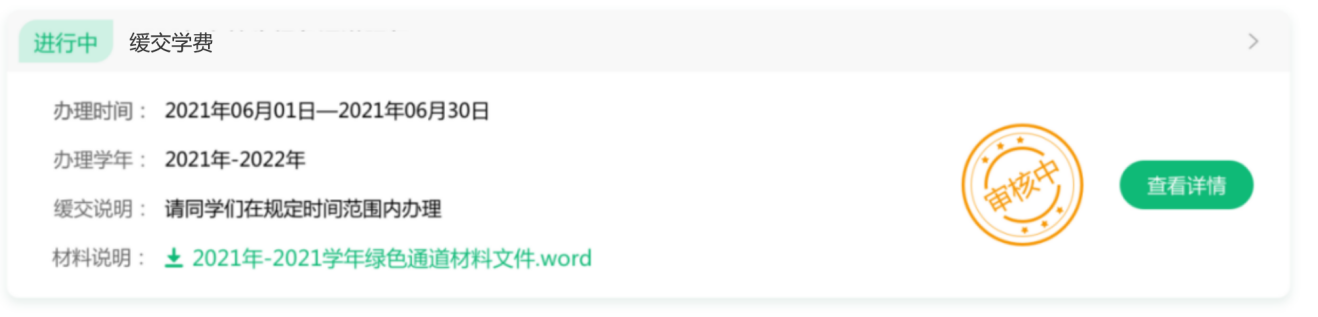 进行中 缓交学费
办理时间： 2021年06月01日—2021年06月30日
办理学年： 2021年-2022年
缓交说明： 请同学们在规定时间范围内办理
材料说明： 2021年-2021学年绿色通道材料文件.word
审核中
查看详情